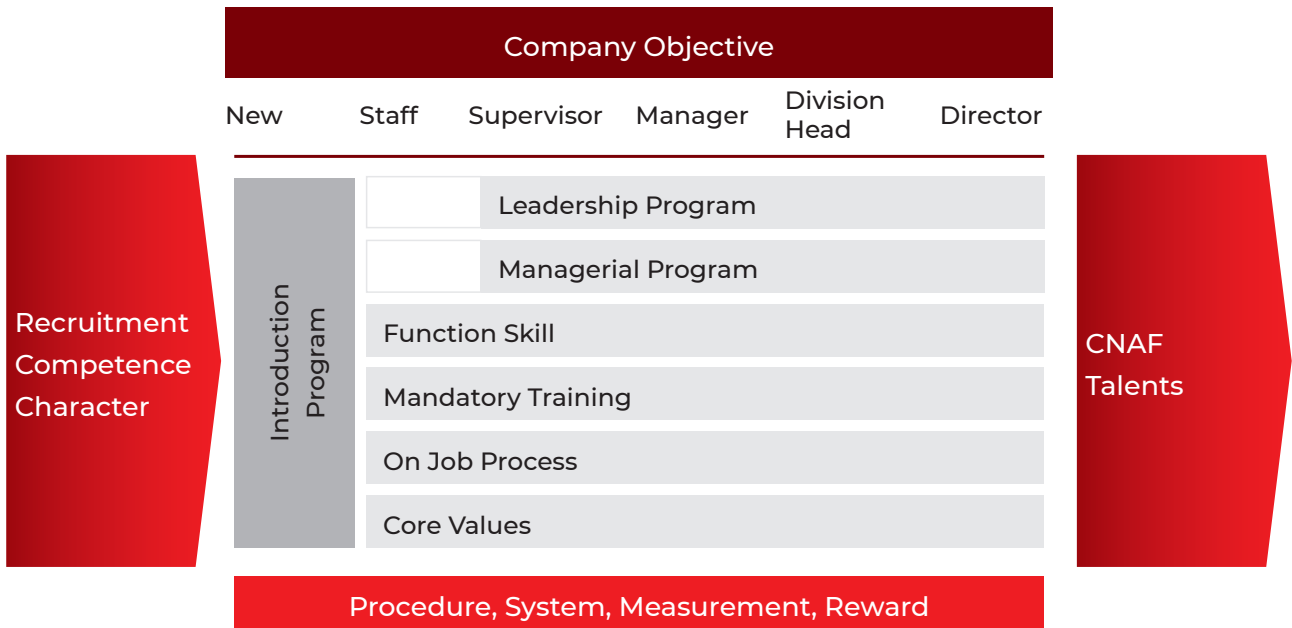 Company Objective
New
Staff
Supervisor
Manager
Division
Head
Director
Recruitment
Competence
Character
Introduction
Program
Leadership Program
Managerial Program
Function Skill
Mandatory Training
On Job Process
Core Values
CNAF
Talents
Procedure, System, Measurement, Reward